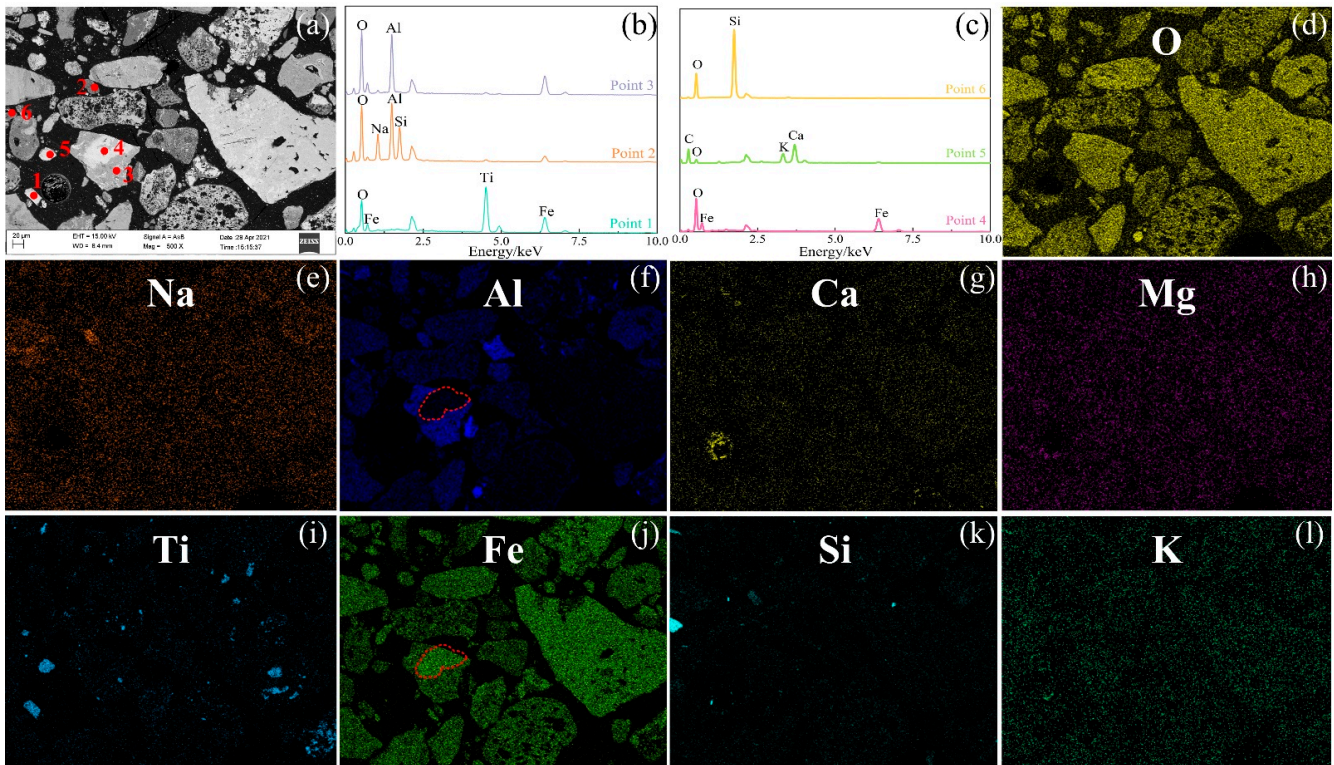 (a)
2
6
5
4
3
1
20 µm
EHT = 15.00 kV
Signal A = AsB
Date :28 Apr 2021
WD = 8.4 mm
Mag = 500 X
Time :16:15:37
ZEISS
(b)
O
Al
Point 3
O
Na
Al
Si
Point 2
O
Fe
Ti
Fe
Point 1
0.0
2.5
5.0
7.5
10.0
Energy/keV
(c)
Si
O
Point 6
C
O
K
Ca
Point 5
O
Fe
Fe
Point 4
0.0
2.5
5.0
7.5
10.0
Energy/keV
O
(d)
Na
(e)
Al
(f)
Ca
(g)
Mg
(h)
Ti
(i)
Fe
(j)
Si
(k)
K
(l)